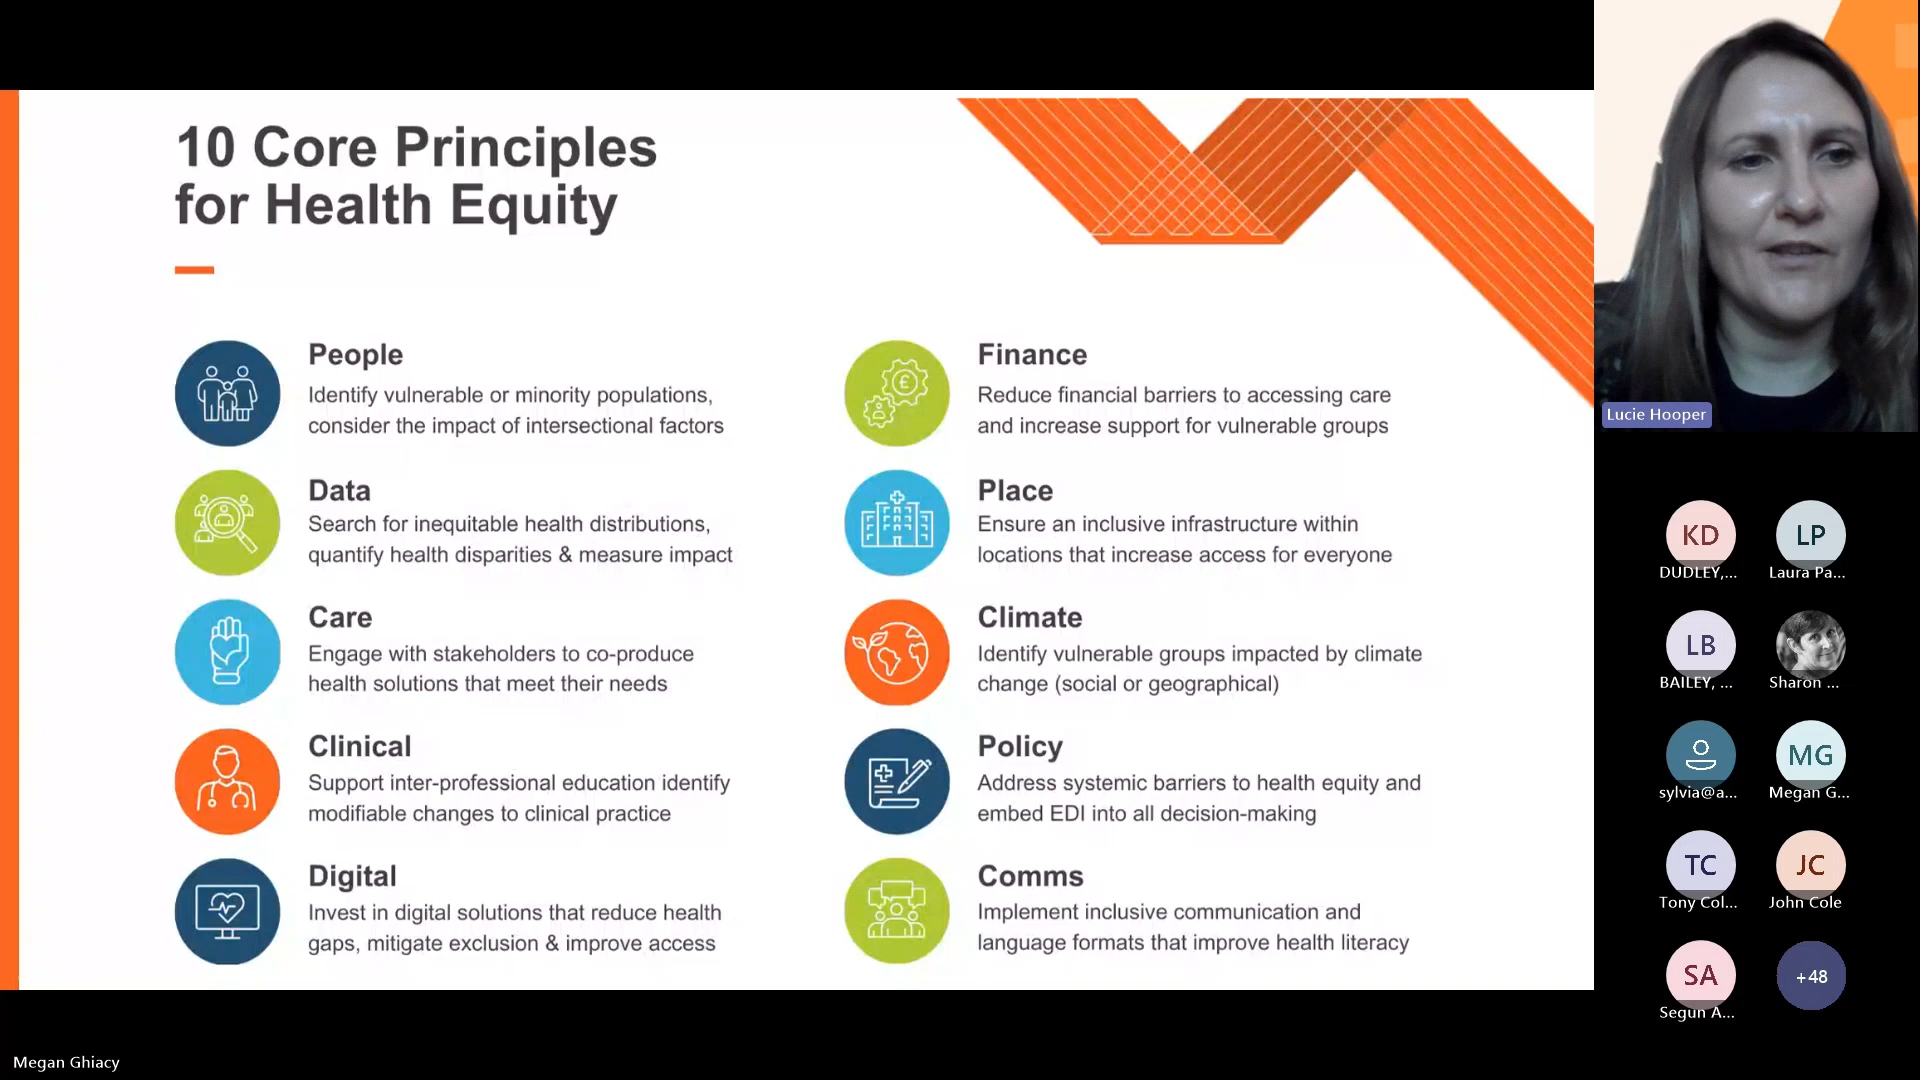 10 Core Principles
for Health Equity
People
Identify vulnerable or minority populations,
consider the impact of intersectional factors
Data
Search for inequitable health distributions,
quantify health disparities & measure impact
Care
Engage with stakeholders to co-produce
health solutions that meet their needs
Clinical
Support inter-professional education identify
modifiable changes to clinical practice
Digital
Invest in digital solutions that reduce health
gaps, mitigate exclusion & improve access
£
Finance
Reduce financial barriers to accessing care
and increase support for vulnerable groups
Place
Ensure an inclusive infrastructure within
locations that increase access for everyone
Climate
Identify vulnerable groups impacted by climate
change (social or geographical)
Policy
Address systemic barriers to health equity and
embed EDI into all decision-making
Comms
Implement inclusive communication and
language formats that improve health literacy
Lucie Hooper
KD
DUDLEY,...
LP
Laura Pa...
LB
BAILEY, ...
Sharon ...
sylvia@a...
MG
Megan G...
TC
Tony Col...
JC
John Cole
SA
Segun A...
+48
Megan Ghiacy